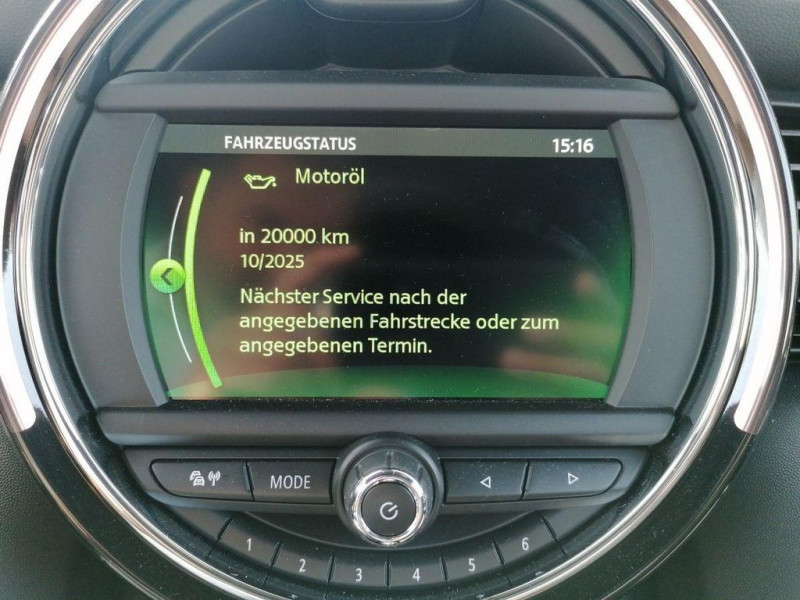 FAHRZEUGSTATUS 15:16
Motoröl
in 20000 km
10/2025
Nächster Service nach der
angegebenen Fahrstrecke oder zum
angegebenen Termin.
MODE
1 2 3 4 5 6